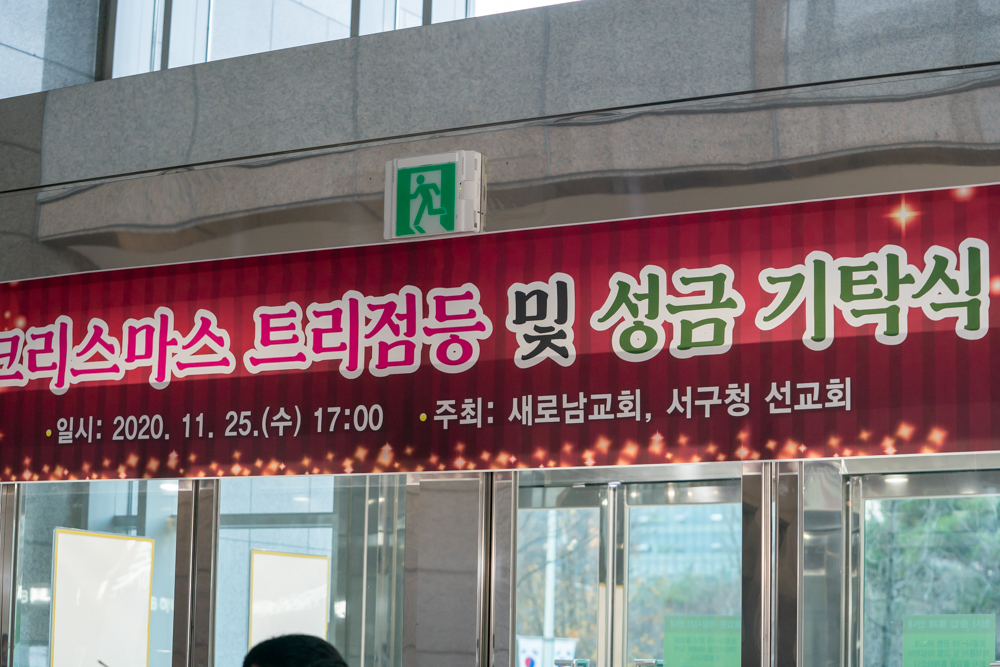 크리스마스 트리점등 및 성금 기탁식
•일시: 2020. 11. 25.(수) 17:00 •주최: 새로남교회, 서구청 선교회